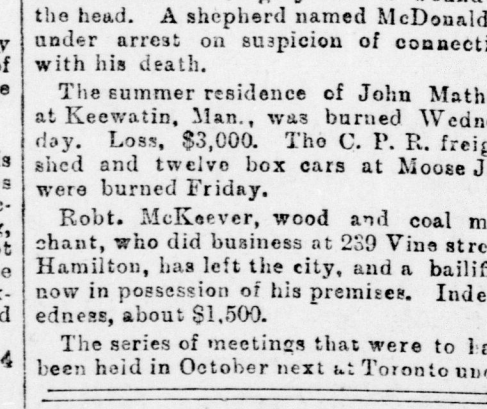 the head. A shepherd named McDonald
under arrest on suspicion of connecti
with his death.
The summer residence of John Math
at Keewatin, Man., was burned Wedn
day. Loss, $3,000. The C. P. R. freig
shed and twelve box cars at Moose J
were burned Friday.
Robt. McKeever, wood and coal m
chant, who did business at 239 Vine stre
Hamilton, has left the city, and a bailif
now in possession of his premises. Inde
edness, about $1,500.
The series of meetings that were to ha
been held in October next at Toronto und